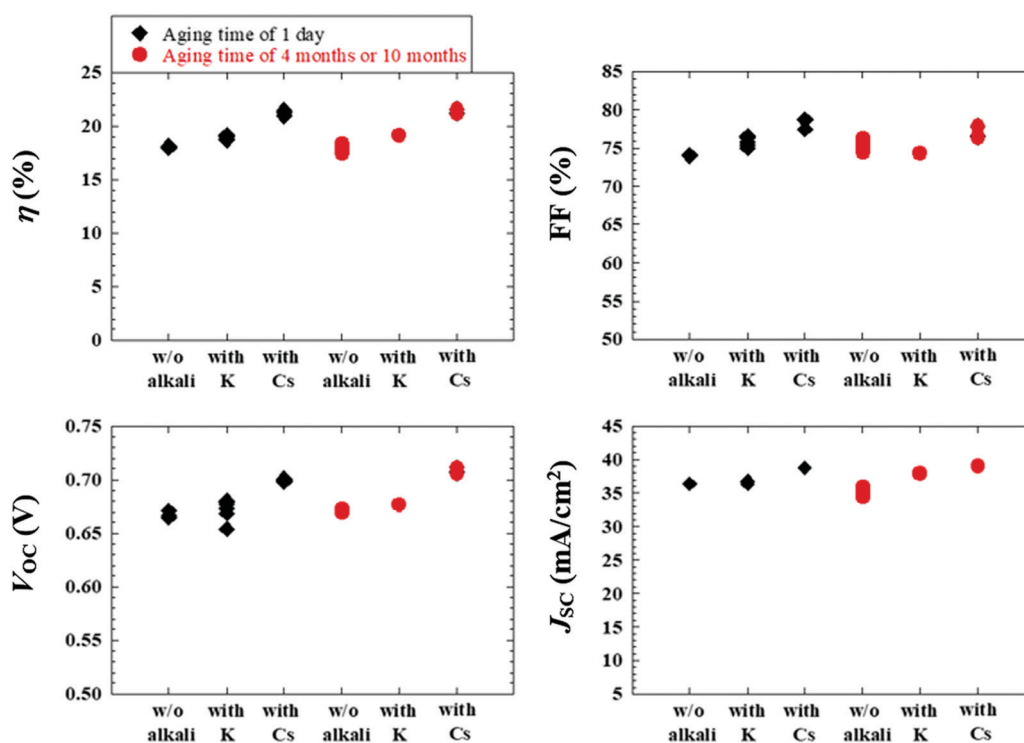 Aging time of 1 day
Aging time of 4 months or 10 months
η (%)
25
20
15
10
5
0
w/o alkali
with K
with Cs
w/o alkali
with K
with Cs
FF (%)
85
80
75
70
65
60
55
50
w/o alkali
with K
with Cs
w/o alkali
with K
with Cs
VOC (V)
0.75
0.70
0.65
0.60
0.55
0.50
w/o alkali
with K
with Cs
w/o alkali
with K
with Cs
JSC (mA/cm²)
45
40
35
30
25
20
15
10
5
w/o alkali
with K
with Cs
w/o alkali
with K
with Cs